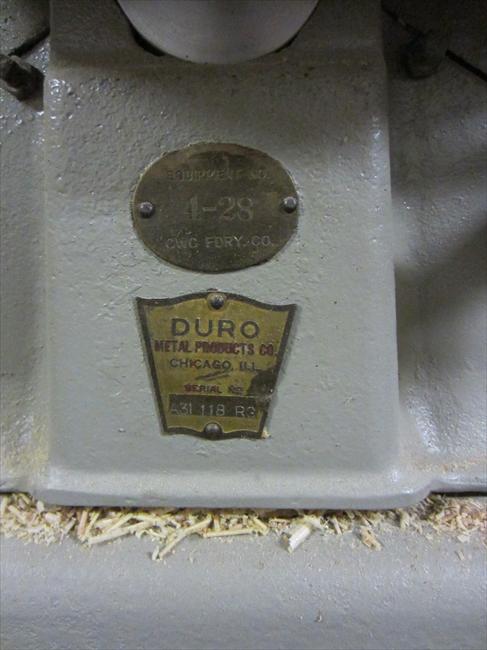 EQUIPMENT NO.
1-28
CWC FDRY. CO.
DURO
METAL PRODUCTS CO.
CHICAGO, ILL.
SERIAL NO
A31 118 R3